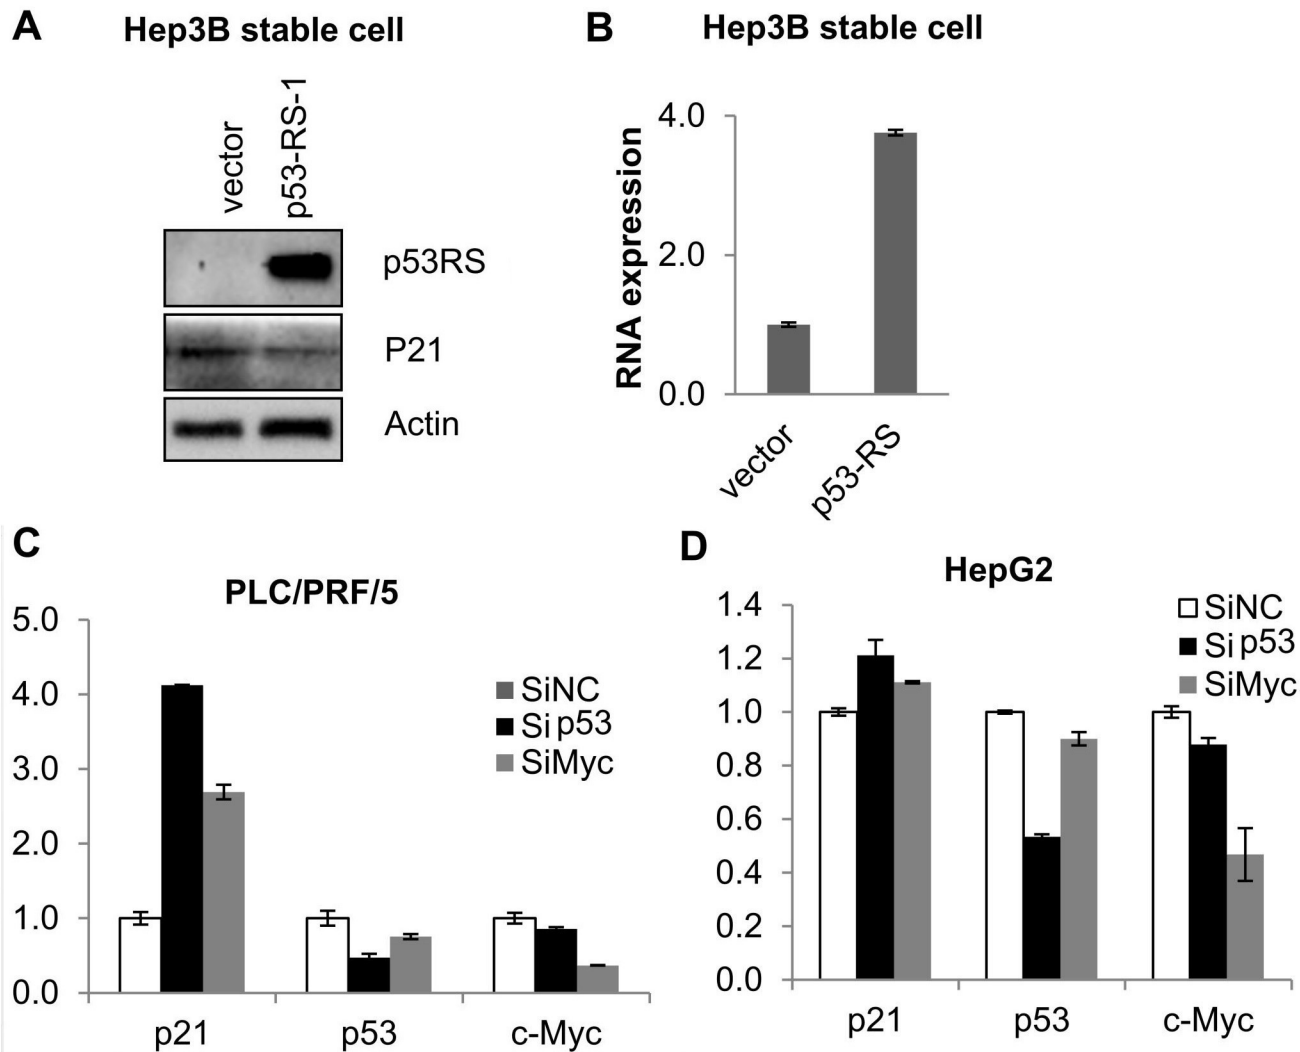 A
Hep3B stable cell
vector
p53-RS-1
p53RS
P21
Actin
B
Hep3B stable cell
RNA expression
4.0
2.0
0.0
vector
p53-RS
C
PLC/PRF/5
5.0
4.0
3.0
2.0
1.0
0.0
SiNC
Si p53
SiMyc
p21
p53
c-Myc
D
HepG2
1.4
1.2
1.0
0.8
0.6
0.4
0.2
0.0
SiNC
Si p53
SiMyc
p21
p53
c-Myc